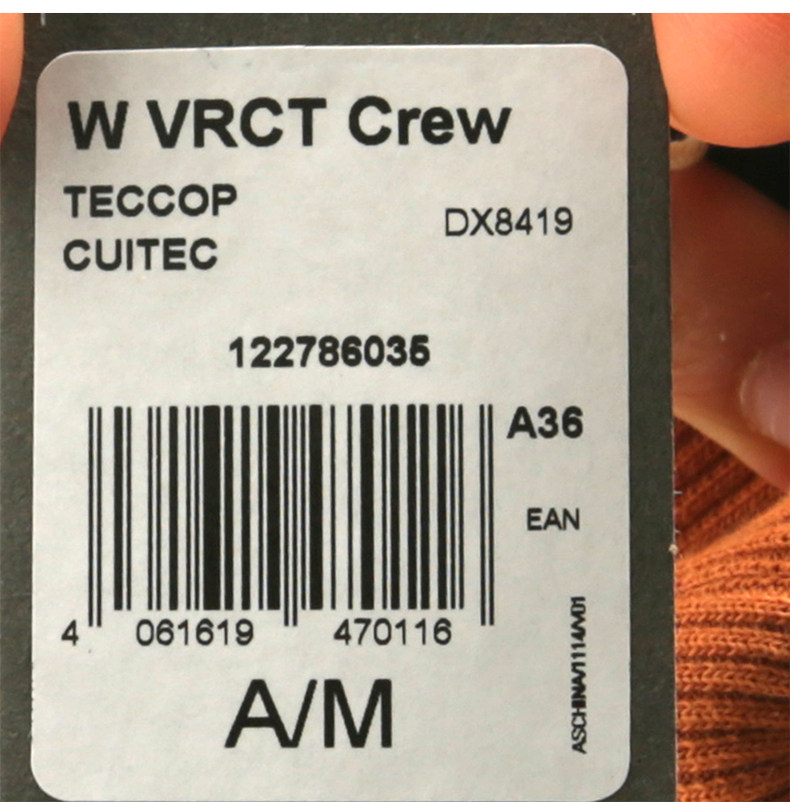 W VRCT Crew
TECCOP
DX8419
CUITEC
122786035
A36
EAN
4 061619 470116
A/M
ASCHINA/1114/V01